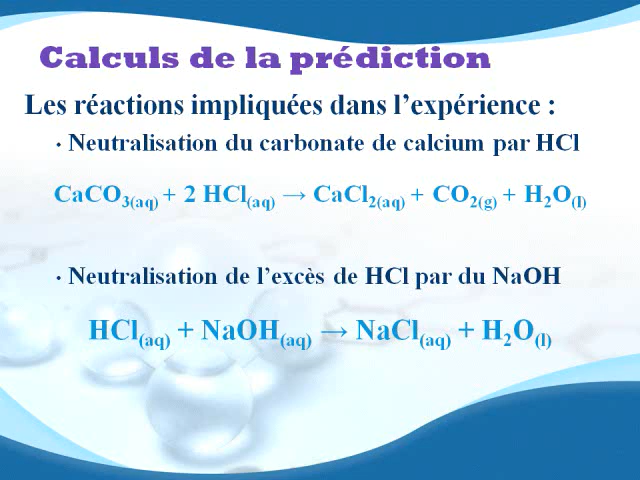 Calculs de la prédiction
Les réactions impliquées dans l'expérience :
• Neutralisation du carbonate de calcium par HCl
CaCO₃(aq) + 2 HCl(aq) → CaCl₂(aq) + CO₂(g) + H₂O(l)
• Neutralisation de l'excès de HCl par du NaOH
HCl(aq) + NaOH(aq) → NaCl(aq) + H₂O(l)